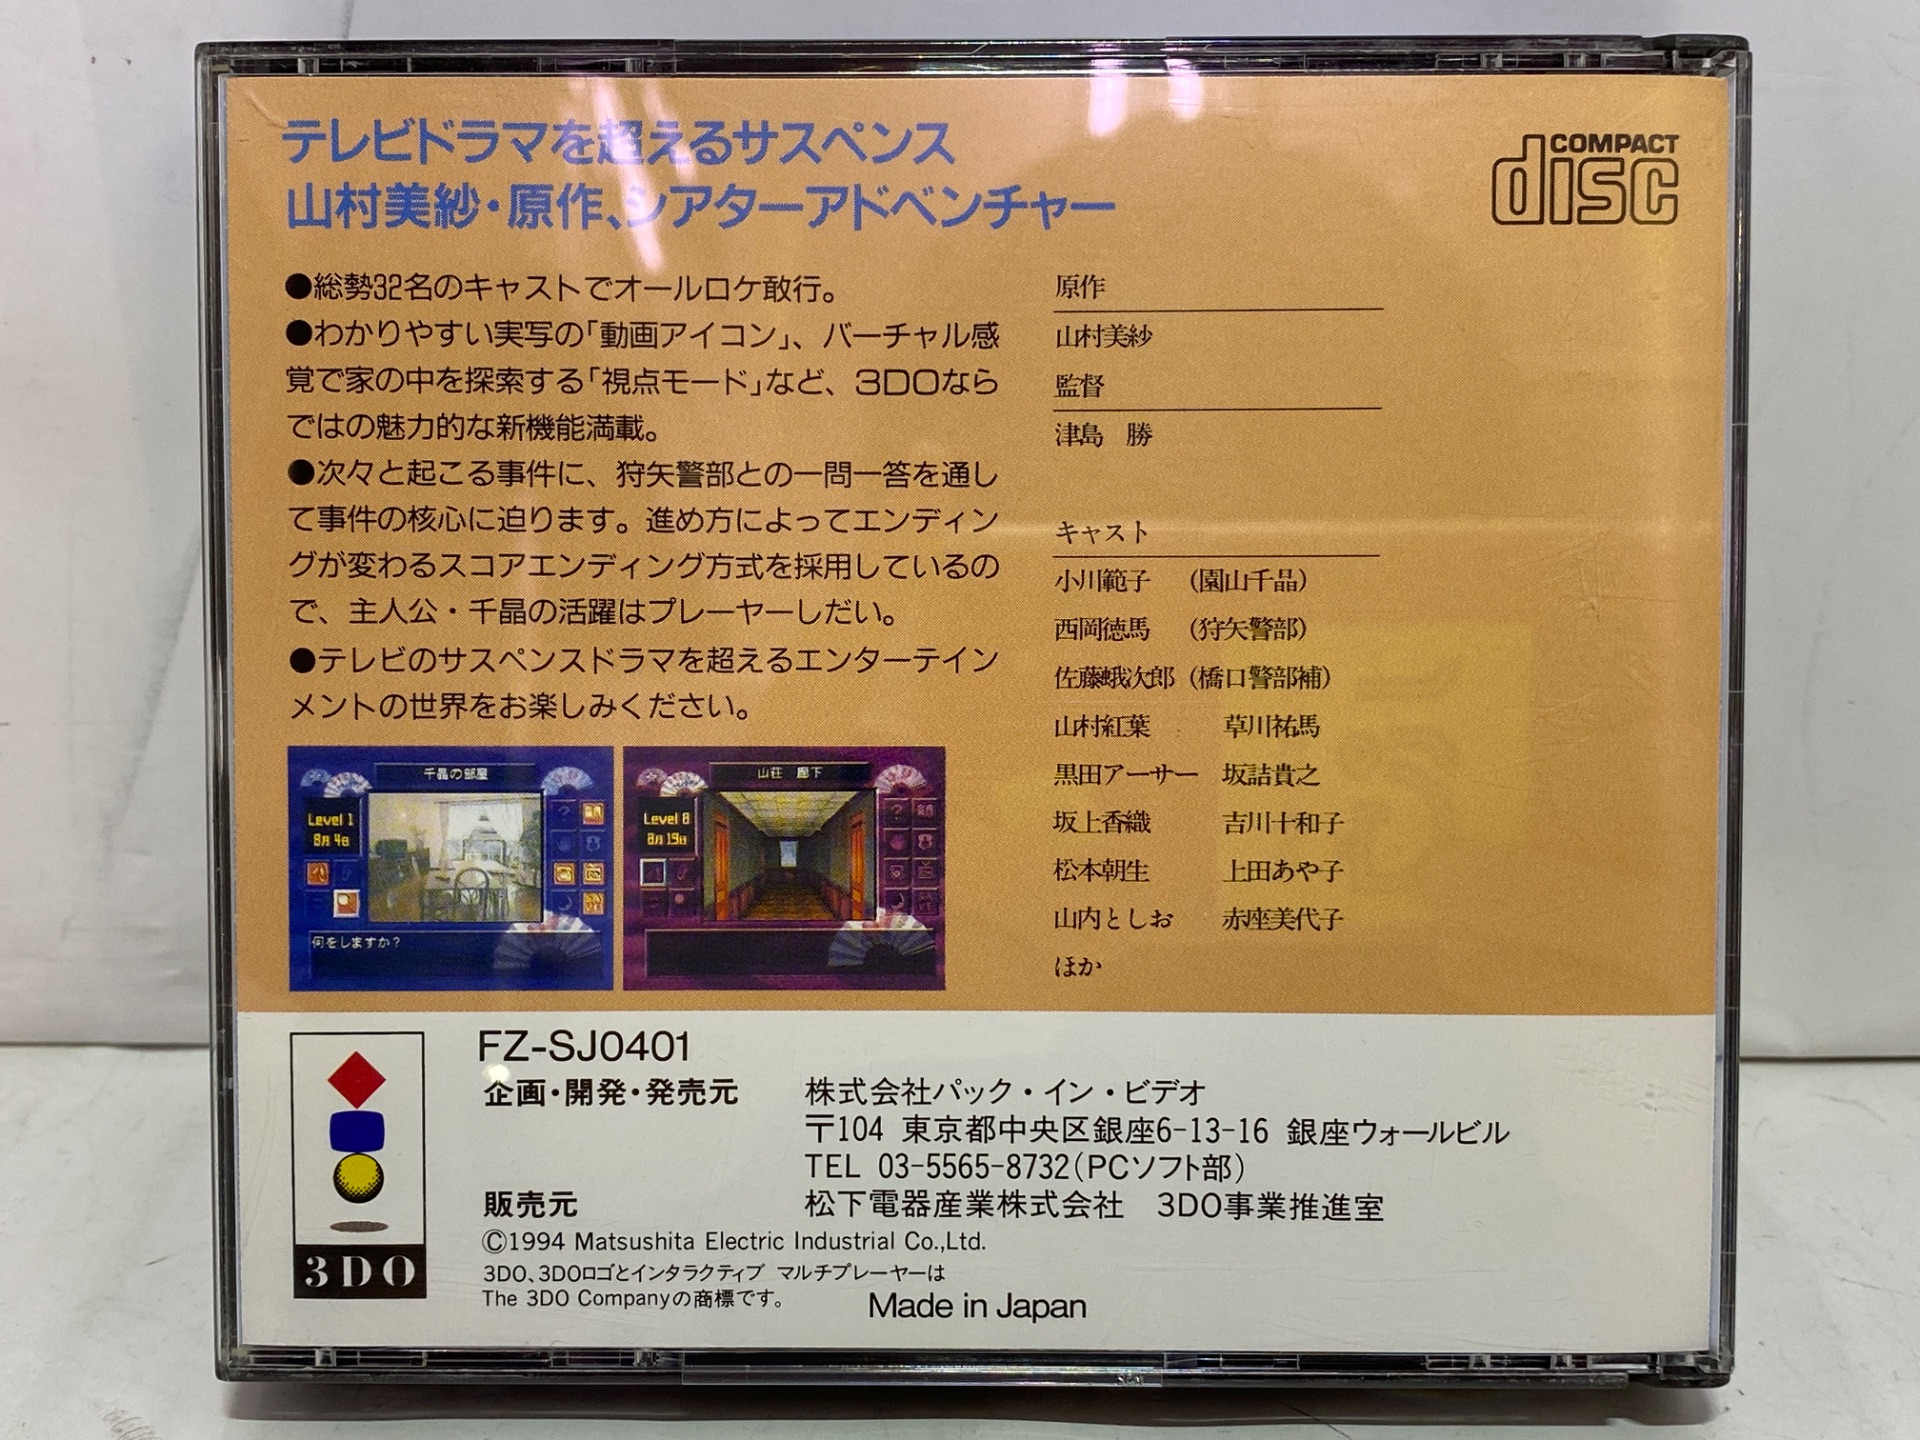 テレビドラマを超えるサスペンス
山村美紗・原作、シアターアドベンチャー
COMPACT
disc
●総勢32名のキャストでオールロケ敢行。
●わかりやすい実写の「動画アイコン」、バーチャル感
覚で家の中を探索する「視点モード」など、3DOなら
ではの魅力的な新機能満載。
●次々と起こる事件に、狩矢警部との一問一答を通し
て事件の核心に迫ります。進め方によってエンディン
グが変わるスコアエンディング方式を採用しているの
で、主人公・千晶の活躍はプレーヤーしだい。
●テレビのサスペンスドラマを超えるエンターテイン
メントの世界をお楽しみください。
原作
山村美紗
監督
津島 勝
キャスト
小川範子 (園山千晶)
西岡徳馬 (狩矢警部)
佐藤蛾次郎 (橋口警部補)
山村紅葉 草川祐馬
黒田アーサー 坂詰貴之
坂上香織 吉川十和子
松本朝生 上田あや子
山内としお 赤座美代子
ほか
千晶の部屋
Level 1
8月 4日
何をしますか?
山荘 廊下
Level 8
8月 19日
3DO
FZ-SJ0401
企画・開発・発売元 株式会社パック・イン・ビデオ
〒104 東京都中央区銀座6-13-16 銀座ウォールビル
TEL 03-5565-8732(PCソフト部)
販売元 松下電器産業株式会社 3DO事業推進室
©1994 Matsushita Electric Industrial Co.,Ltd.
3DO、3DOロゴとインタラクティブ マルチプレーヤーは
The 3DO Companyの商標です。
Made in Japan